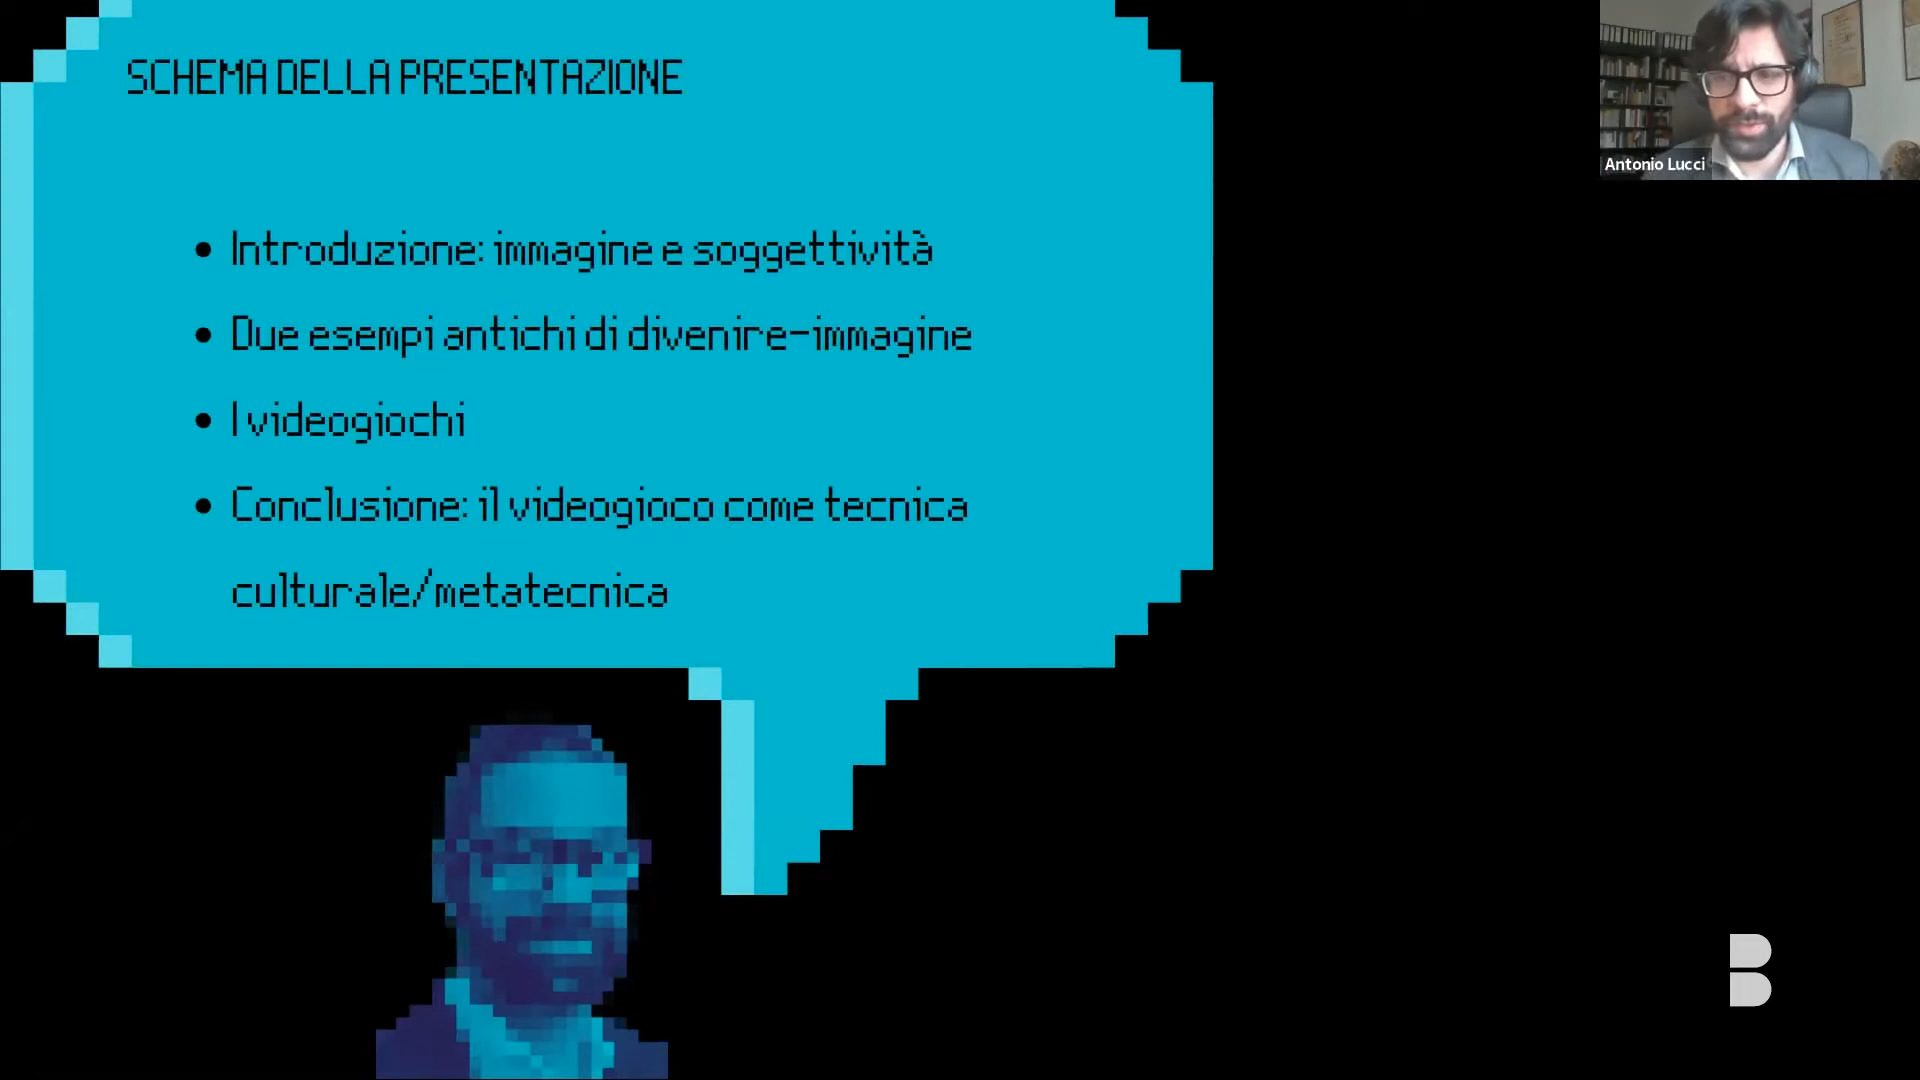 SCHEMA DELLA PRESENTAZIONE
• Introduzione: immagine e soggettività
• Due esempi antichi di divenire-immagine
• I videogiochi
• Conclusione: il videogioco come tecnica
culturale/metatecnica
Antonio Lucci
B